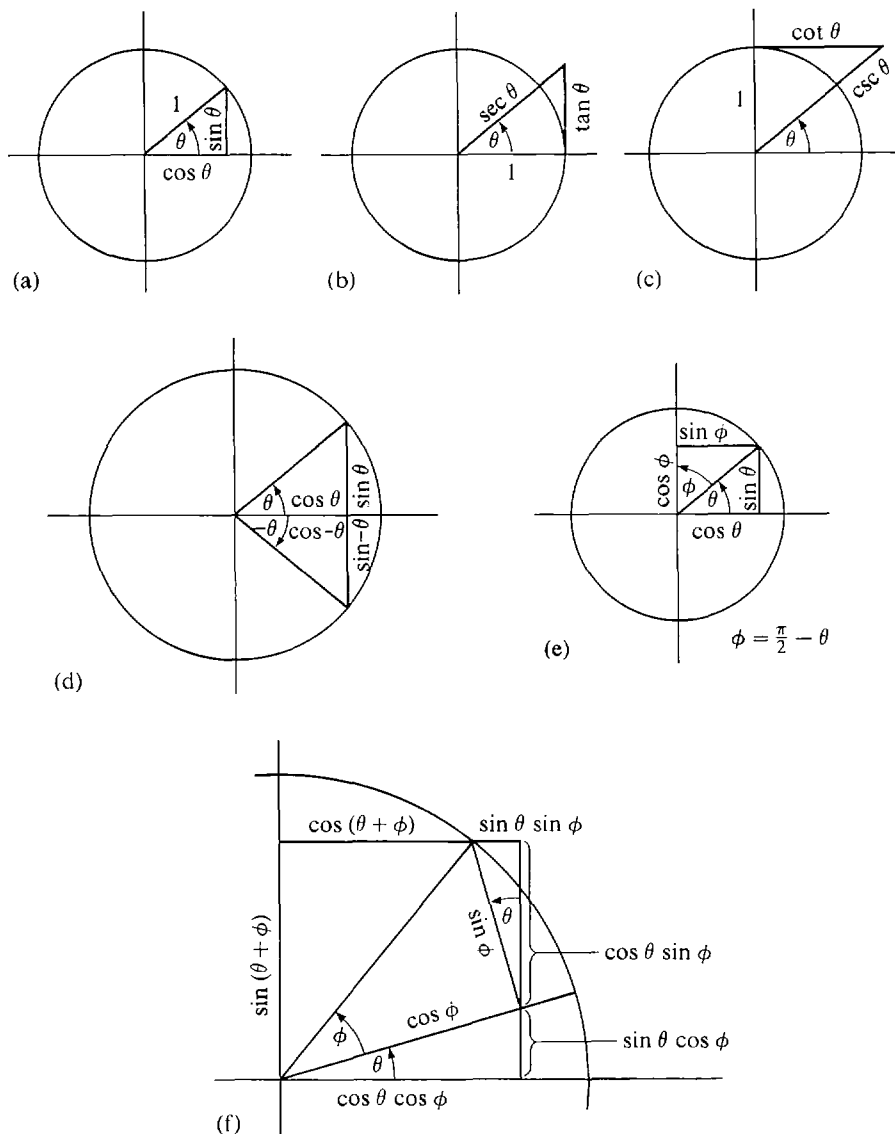 1
θ
sin θ
cos θ
(a)
sec θ
θ
tan θ
1
(b)
cot θ
1
csc θ
θ
(c)
θ
cos θ
sin θ
-θ
cos-θ
sin-θ
(d)
sin ϕ
cos ϕ
ϕ
θ
sin θ
cos θ
(e)
ϕ = π/2 − θ
cos (θ + ϕ)
sin θ sin ϕ
θ
sin ϕ
sin (θ + ϕ)
cos θ sin ϕ
cos ϕ
ϕ
sin θ cos ϕ
θ
cos θ cos ϕ
(f)